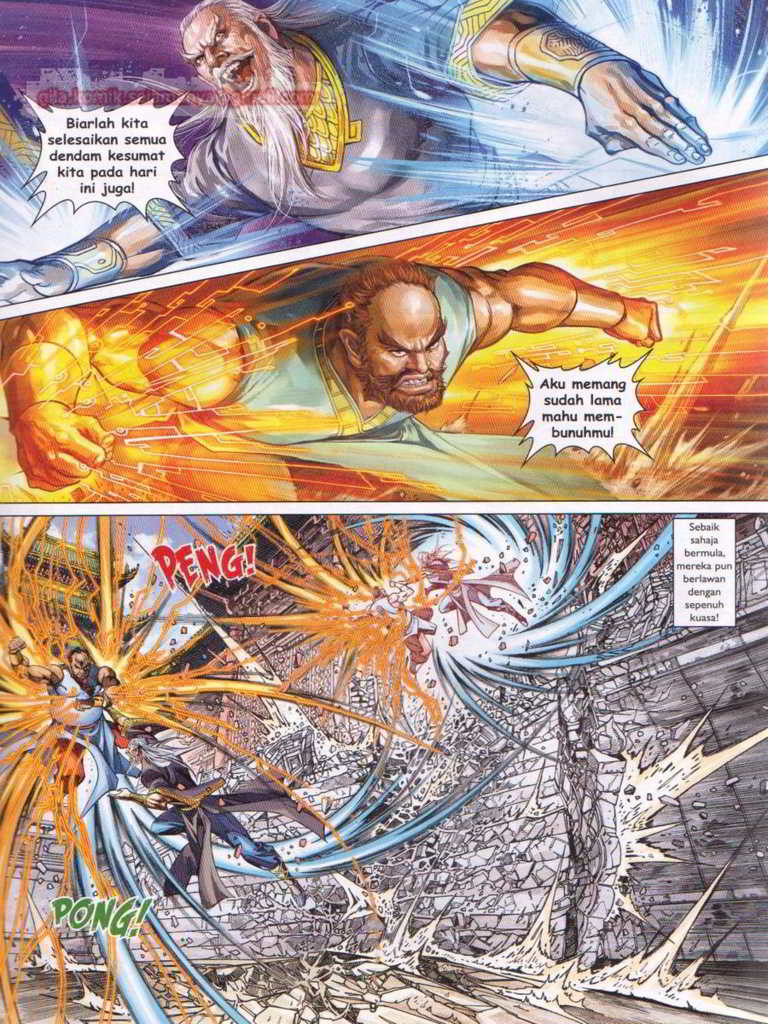 Biarlah kita
selesaikan semua
dendam kesumat
kita pada hari
ini juga!
Aku memang
sudah lama
mahu mem-
bunuhmu!
Sebaik
sahaja
bermula,
mereka pun
berlawan
dengan
sepenuh
kuasa!
PENG!
PONG!